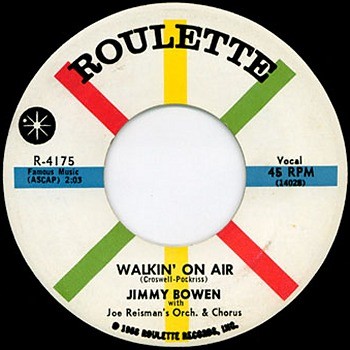 ROULETTE
R-4175
Famous Music
(ASCAP) 2:03
Vocal
45 RPM
(14028)
WALKIN' ON AIR
(Croswell-Pockriss)
JIMMY BOWEN
with
Joe Reisman's Orch. & Chorus
© 1958 ROULETTE RECORDS, INC.